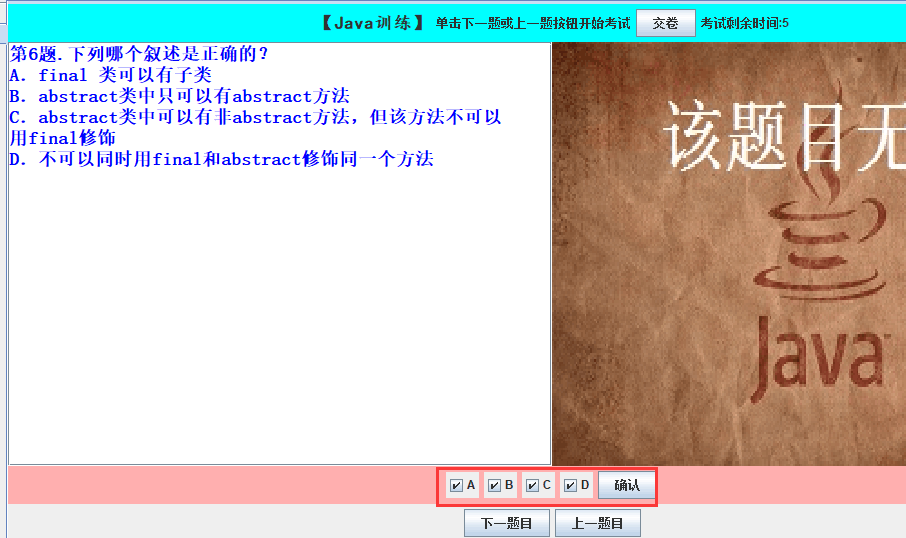 【Java训练】 单击下一题或上一题按钮开始考试 交卷 考试剩余时间:5
第6题.下列哪个叙述是正确的?
A. final 类可以有子类
B. abstract类中只可以有abstract方法
C. abstract类中可以有非abstract方法，但该方法不可以
用final修饰
D. 不可以同时用final和abstract修饰同一个方法
该题目无
Java
A B C D 确认
下一题目 上一题目